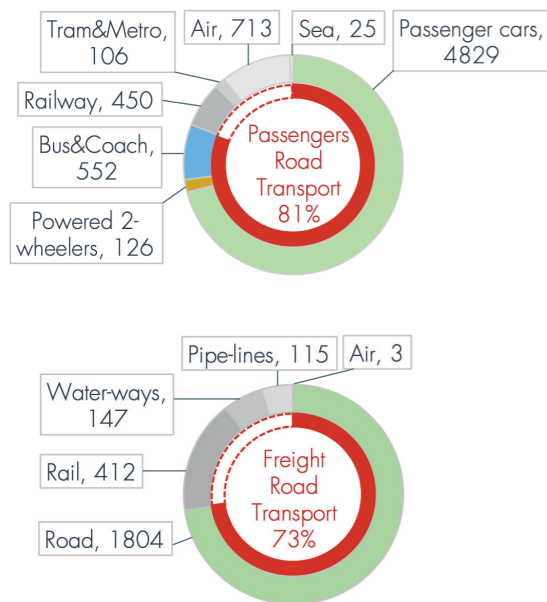 Tram&Metro,
106
Air, 713
Sea, 25
Passenger cars,
4829
Railway, 450
Bus&Coach,
552
Powered 2-
wheelers, 126
Passengers
Road
Transport
81%
Pipe-lines, 115
Air, 3
Water-ways,
147
Rail, 412
Road, 1804
Freight
Road
Transport
73%